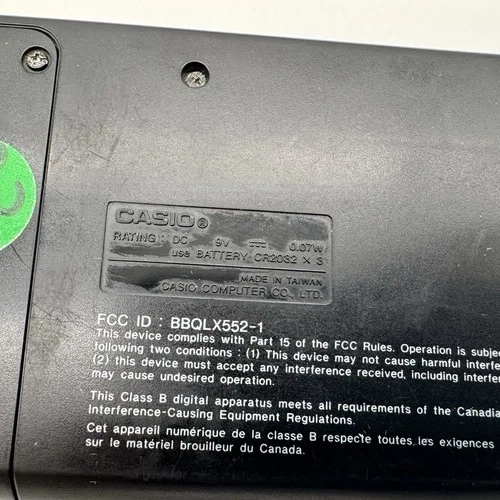 CASIO®
RATING : DC 9V ⎓ 0.07W
use BATTERY CR2032 × 3
MADE IN TAIWAN
CASIO COMPUTER CO., LTD.
FCC ID : BBQLX552-1
This device complies with Part 15 of the FCC Rules. Operation is subjec
following two conditions : (1) This device may not cause harmful interfe
(2) this device must accept any interference received, including interfer
may cause undesired operation.
This Class B digital apparatus meets all requirements of the Canadia
Interference-Causing Equipment Regulations.
Cet appareil numérique de la classe B respecte toutes les exigences
sur le matériel brouilleur du Canada.